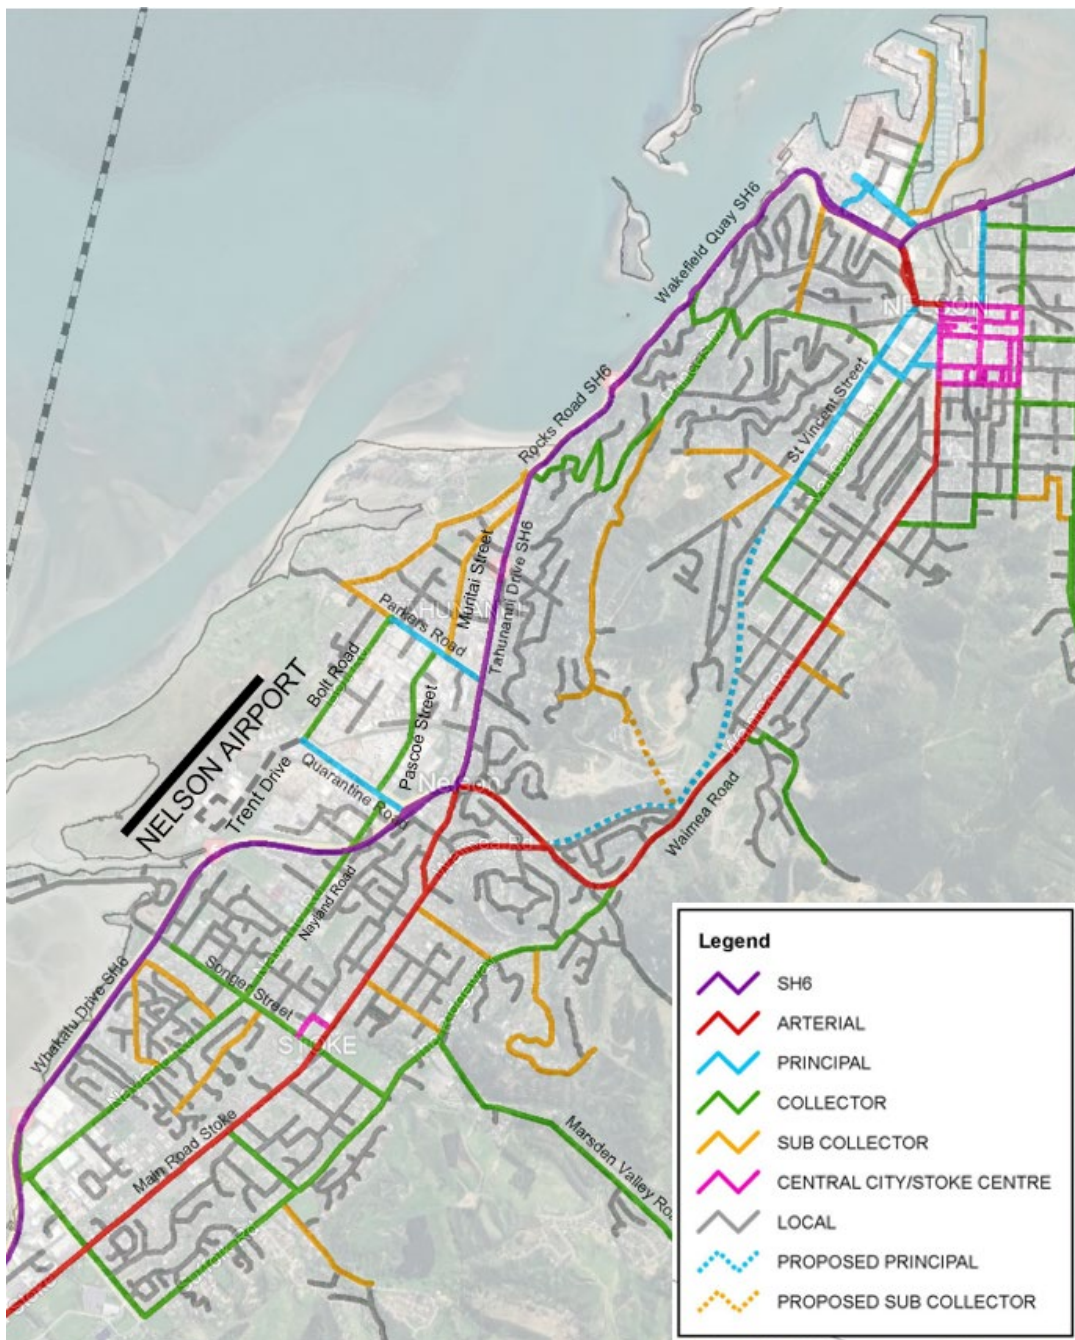 Wakefield Quay SH6
NELSON
Rocks Road SH6
St Vincent Street
Muritai Street
Tahunanui Drive SH6
Parkers Road
Bolt Road
NELSON AIRPORT
Pascoe Street
Nelson
Trent Drive
Quarantine Road
Waimea Road
Nayland Road
Songer Street
Whakatu Drive SH6
STOKE
Main Road Stoke
Marsden Valley Roa
Legend
SH6
ARTERIAL
PRINCIPAL
COLLECTOR
SUB COLLECTOR
CENTRAL CITY/STOKE CENTRE
LOCAL
PROPOSED PRINCIPAL
PROPOSED SUB COLLECTOR